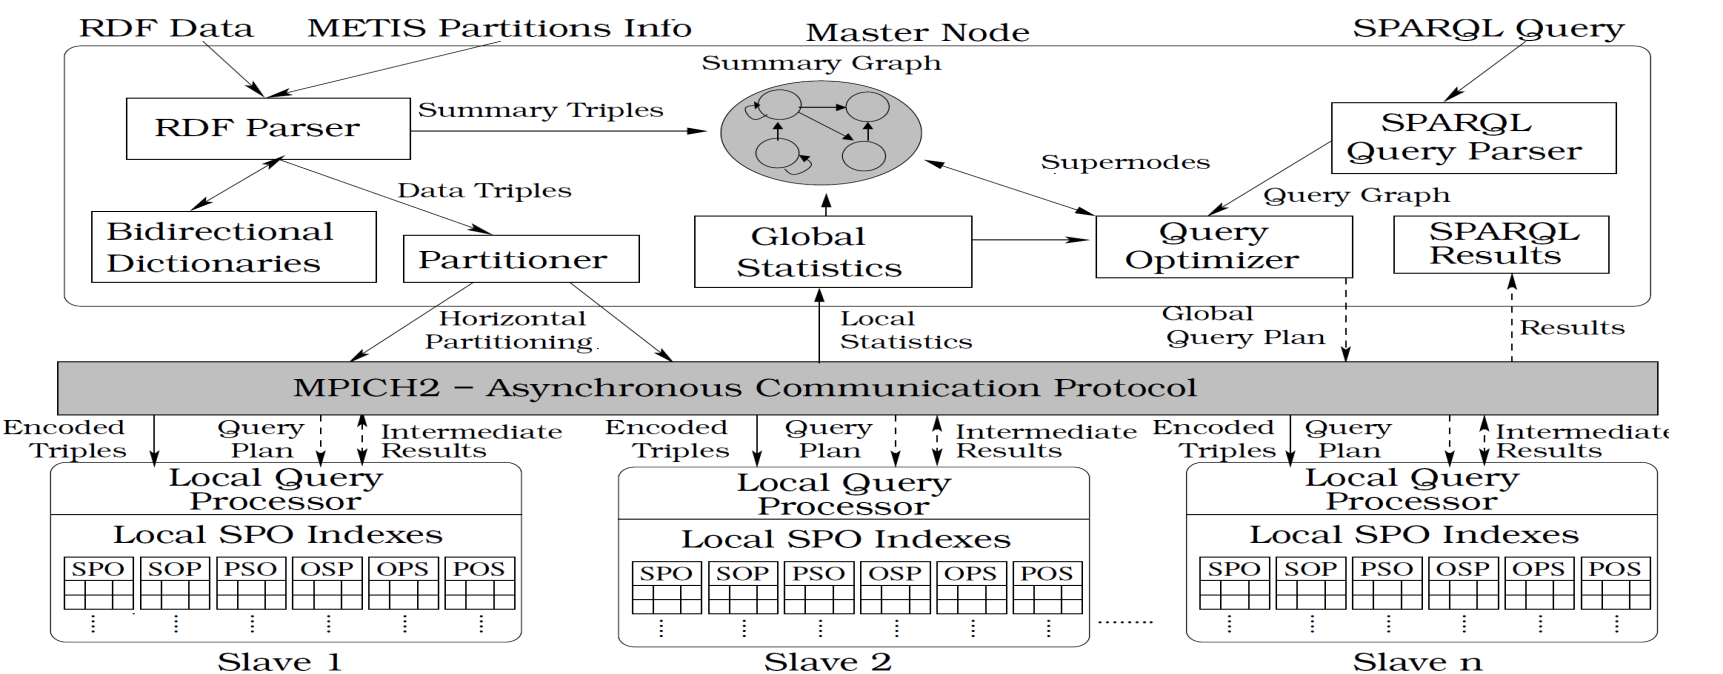 RDF Data
METIS Partitions Info
Master Node
SPARQL Query
Summary Graph
RDF Parser
Summary Triples
SPARQL
Query Parser
Supernodes
Data Triples
Query Graph
Bidirectional
Dictionaries
Partitioner
Global
Statistics
Query
Optimizer
SPARQL
Results
Horizontal
Partitioning
Local
Statistics
Global
Query Plan
Results
MPICH2 – Asynchronous Communication Protocol
Encoded
Triples
Query
Plan
Intermediate
Results
Encoded
Triples
Query
Plan
Intermediate
Results
Encoded
Triples
Query
Plan
Intermediate
Results
Local Query
Processor
Local SPO Indexes
SPO SOP PSO OSP OPS POS
Slave 1
Local Query
Processor
Local SPO Indexes
SPO SOP PSO OSP OPS POS
Slave 2
........
Local Query
Processor
Local SPO Indexes
SPO SOP PSO OSP OPS POS
Slave n